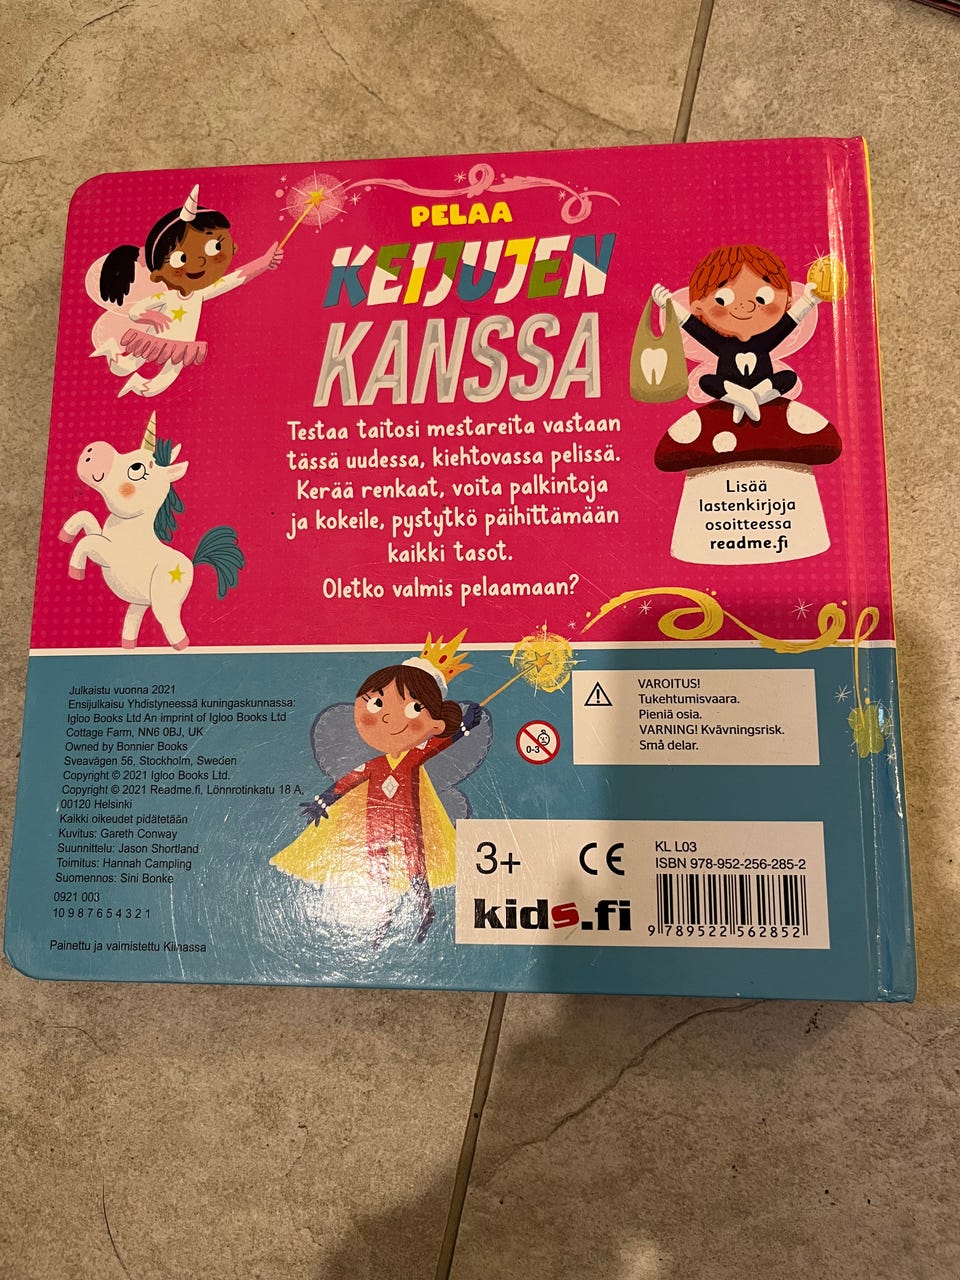 PELAA
KEIJUJEN
KANSSA
Testaa taitosi mestareita vastaan
tässä uudessa, kiehtovassa pelissä.
Kerää renkaat, voita palkintoja
ja kokeile, pystytkö päihittämään
kaikki tasot.
Oletko valmis pelaamaan?
1
Lisää
lastenkirjoja
osoitteessa
readme.fi
Julkaistu vuonna 2021
Ensijulkaisu Yhdistyneessä kuningaskunnassa:
Igloo Books Ltd An imprint of Igloo Books Ltd
Cottage Farm, NN6 0BJ, UK
Owned by Bonnier Books
Sveavägen 56, Stockholm, Sweden
Copyright © 2021 Igloo Books Ltd.
Copyright © 2021 Readme.fi, Lönnrotinkatu 18 A,
00120 Helsinki
Kaikki oikeudet pidätetään
Kuvitus: Gareth Conway
Suunnittelu: Jason Shortland
Toimitus: Hannah Campling
Suomennos: Sini Bonke
0921 003
10 9 8 7 6 5 4 3 2 1
Painettu ja valmistettu Kiinassa
0-3
VAROITUS!
Tukehtumisvaara.
Pieniä osia.
VARNING! Kvävningsrisk.
Små delar.
3+ CE
kids.fi
KL L03
ISBN 978-952-256-285-2
9 789522 562852